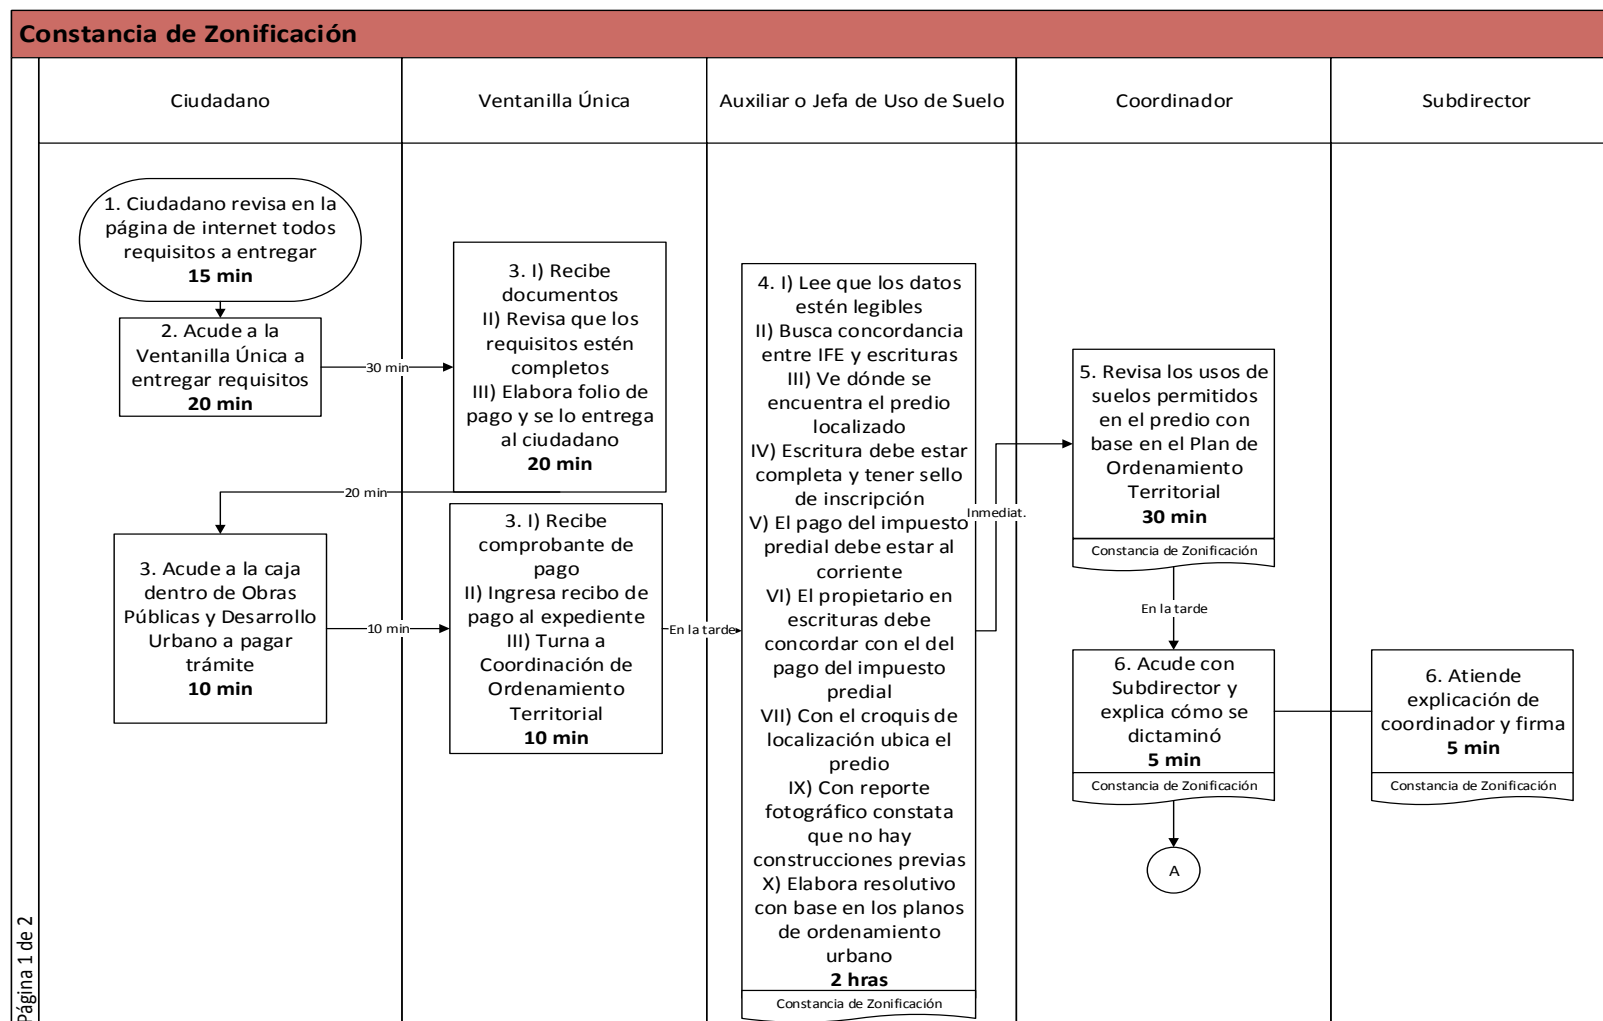 Constancia de Zonificación
Ciudadano
Ventanilla Única
Auxiliar o Jefa de Uso de Suelo
Coordinador
Subdirector
1. Ciudadano revisa en la
página de internet todos
requisitos a entregar
15 min
2. Acude a la
Ventanilla Única a
entregar requisitos
20 min
30 min
3. I) Recibe
documentos
II) Revisa que los
requisitos estén
completos
III) Elabora folio de
pago y se lo entrega
al ciudadano
20 min
20 min
3. Acude a la caja
dentro de Obras
Públicas y Desarrollo
Urbano a pagar
trámite
10 min
10 min
3. I) Recibe
comprobante de
pago
II) Ingresa recibo de
pago al expediente
III) Turna a
Coordinación de
Ordenamiento
Territorial
10 min
En la tarde
4. I) Lee que los datos
estén legibles
II) Busca concordancia
entre IFE y escrituras
III) Ve dónde se
encuentra el predio
localizado
IV) Escritura debe estar
completa y tener sello
de inscripción
V) El pago del impuesto
predial debe estar al
corriente
VI) El propietario en
escrituras debe
concordar con el del
pago del impuesto
predial
VII) Con el croquis de
localización ubica el
predio
IX) Con reporte
fotográfico constata
que no hay
construcciones previas
X) Elabora resolutivo
con base en los planos
de ordenamiento
urbano
2 hras
Constancia de Zonificación
Inmediat.
5. Revisa los usos de
suelos permitidos
en el predio con
base en el Plan de
Ordenamiento
Territorial
30 min
Constancia de Zonificación
En la tarde
6. Acude con
Subdirector y
explica cómo se
dictaminó
5 min
Constancia de Zonificación
A
6. Atiende
explicación de
coordinador y firma
5 min
Constancia de Zonificación
Página 1 de 2